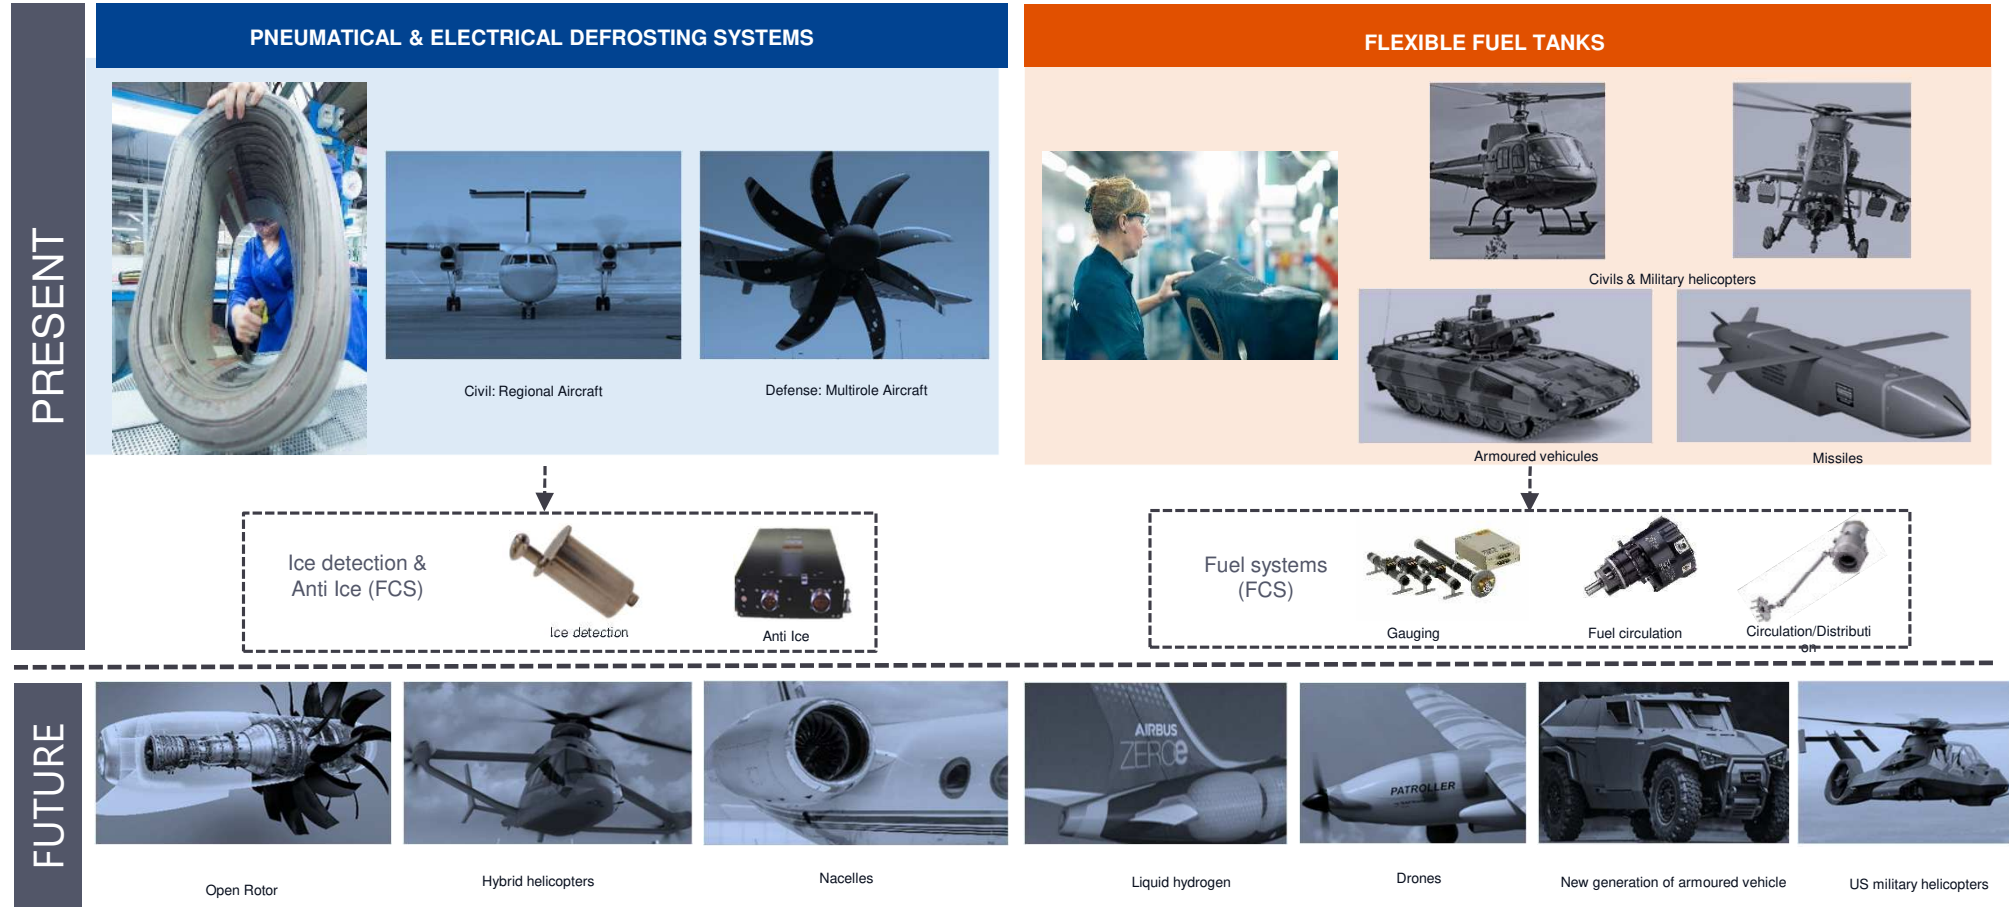 PRESENT
PNEUMATICAL & ELECTRICAL DEFROSTING SYSTEMS
FLEXIBLE FUEL TANKS
Civil: Regional Aircraft
Defense: Multirole Aircraft
Civils & Military helicopters
Armoured vehicules
Missiles
Ice detection &
Anti Ice (FCS)
Ice detection
Anti Ice
Fuel systems
(FCS)
Gauging
Fuel circulation
Circulation/Distributi
on
FUTURE
AIRBUS
ZEROe
PATROLLER
Open Rotor
Hybrid helicopters
Nacelles
Liquid hydrogen
Drones
New generation of armoured vehicle
US military helicopters